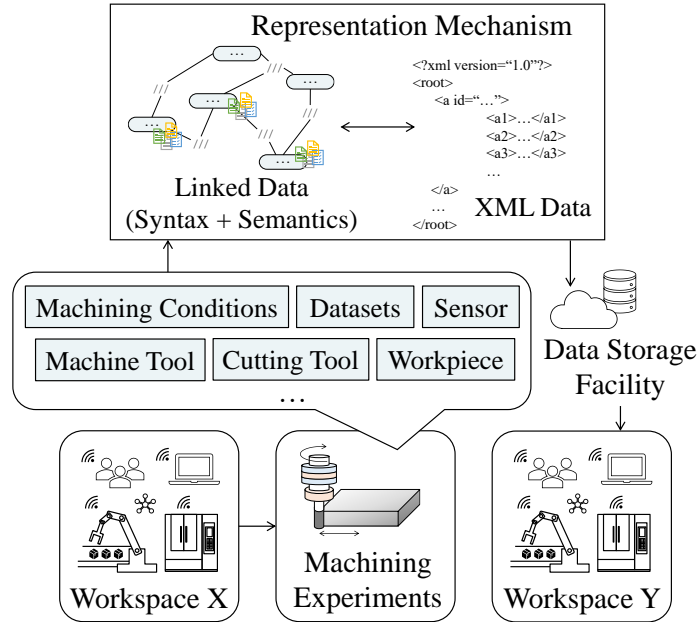 Representation Mechanism
...
...
...
...
...
///
///
///
///
///
///
Linked Data
(Syntax + Semantics)
<?xml version=“1.0”?>
<root>
<a id=“…”>
<a1>…</a1>
<a2>…</a2>
<a3>…</a3>
…
</a>
…
</root>
XML Data
Machining Conditions
Datasets
Sensor
Machine Tool
Cutting Tool
Workpiece
…
Data Storage
Facility
Workspace X
Machining
Experiments
Workspace Y